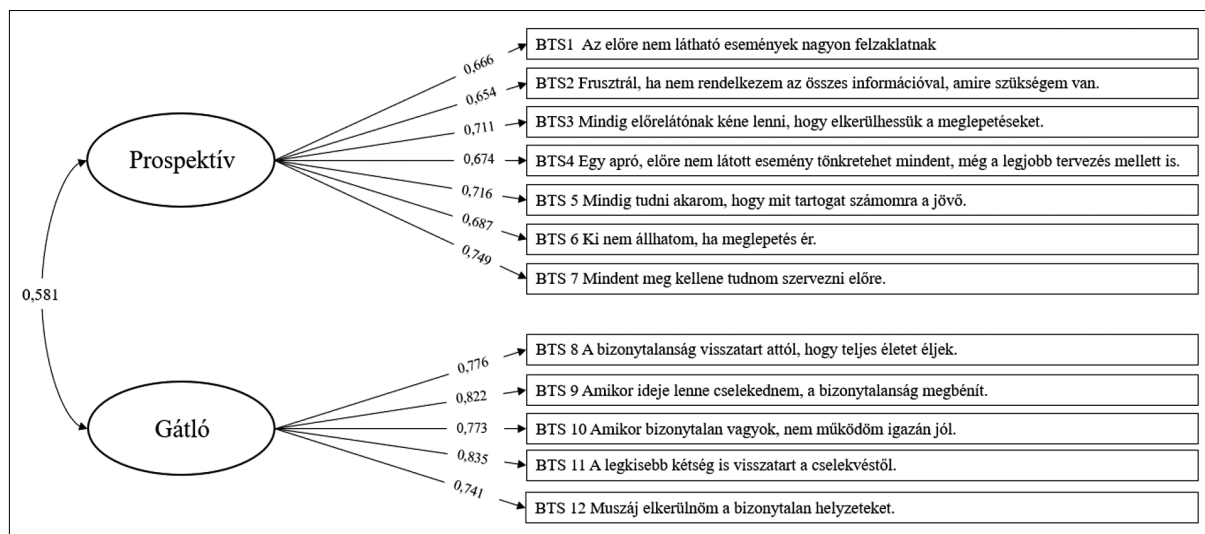 0,666
BTS1 Az előre nem látható események nagyon felzaklatnak
0,654
BTS2 Frusztrál, ha nem rendelkezem az összes információval, amire szükségem van.
0,711
BTS3 Mindig előrelátónak kéne lenni, hogy elkerülhessük a meglepetéseket.
Prospektív
0,674
BTS4 Egy apró, előre nem látott esemény tönkretehet mindent, még a legjobb tervezés mellett is.
0,716
BTS 5 Mindig tudni akarom, hogy mit tartogat számomra a jövő.
0,687
BTS 6 Ki nem állhatom, ha meglepetés ér.
0,749
BTS 7 Mindent meg kellene tudnom szervezni előre.
0,581
0,776
BTS 8 A bizonytalanság visszatart attól, hogy teljes életet éljek.
0,822
BTS 9 Amikor ideje lenne cselekednem, a bizonytalanság megbénít.
Gátló
0,773
BTS 10 Amikor bizonytalan vagyok, nem működöm igazán jól.
0,835
BTS 11 A legkisebb kétség is visszatart a cselekvéstől.
0,741
BTS 12 Muszáj elkerülnöm a bizonytalan helyzeteket.